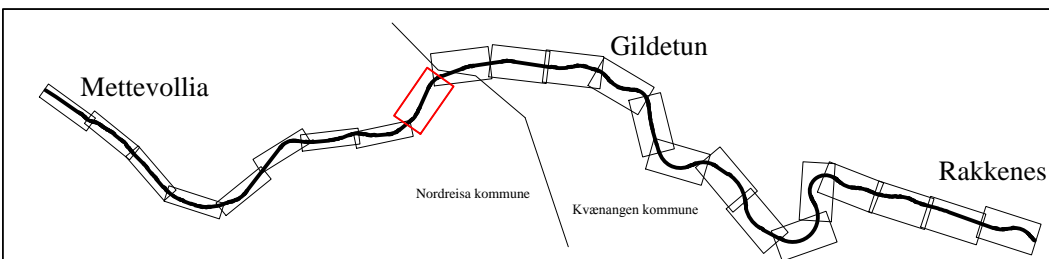 Gildetun
Mettevollia
Rakkenes
Nordreisa kommune
Kvænangen kommune